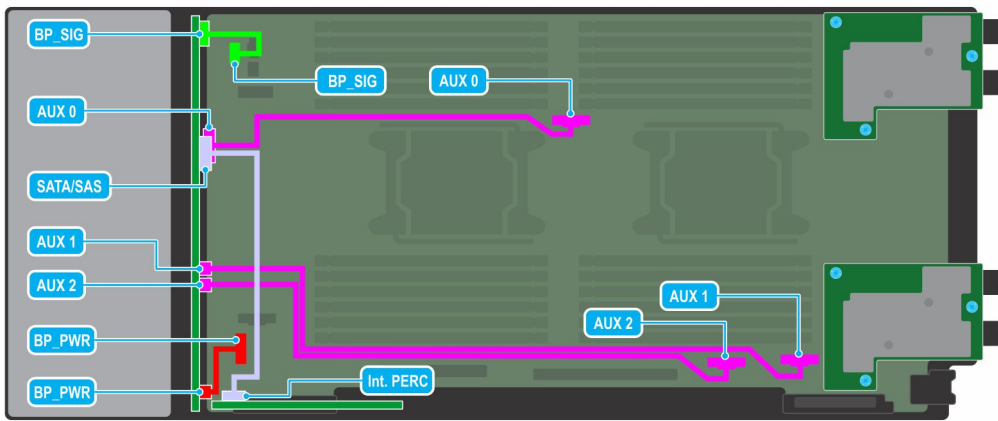 BP_SIG
BP_SIG
AUX 0
AUX 0
SATA/SAS
AUX 1
AUX 2
AUX 1
AUX 2
BP_PWR
Int. PERC
BP_PWR